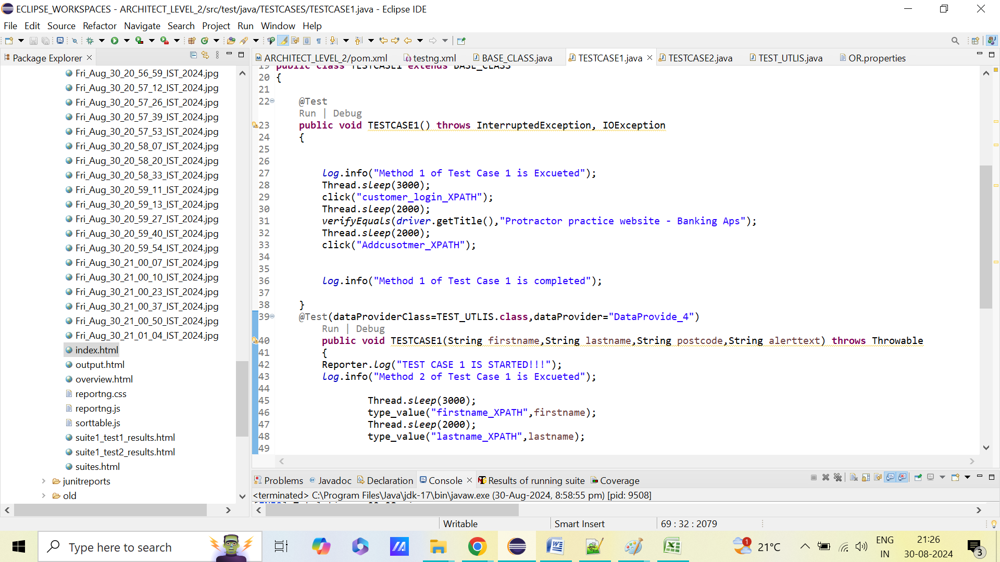 ECLIPSE_WORKSPACES - ARCHITECT_LEVEL_2/src/test/java/TESTCASES/TESTCASE1.java - Eclipse IDE
File Edit Source Refactor Navigate Search Project Run Window Help
Package Explorer
ARCHITECT_LEVEL_2/pom.xml testng.xml BASE_CLASS.java TESTCASE1.java TESTCASE2.java TEST_UTLIS.java OR.properties
Fri_Aug_30_20_56_59_IST_2024.jpg
Fri_Aug_30_20_57_12_IST_2024.jpg
Fri_Aug_30_20_57_26_IST_2024.jpg
Fri_Aug_30_20_57_39_IST_2024.jpg
Fri_Aug_30_20_57_53_IST_2024.jpg
Fri_Aug_30_20_58_07_IST_2024.jpg
Fri_Aug_30_20_58_20_IST_2024.jpg
Fri_Aug_30_20_58_33_IST_2024.jpg
Fri_Aug_30_20_59_11_IST_2024.jpg
Fri_Aug_30_20_59_13_IST_2024.jpg
Fri_Aug_30_20_59_27_IST_2024.jpg
Fri_Aug_30_20_59_40_IST_2024.jpg
Fri_Aug_30_20_59_54_IST_2024.jpg
Fri_Aug_30_21_00_07_IST_2024.jpg
Fri_Aug_30_21_00_10_IST_2024.jpg
Fri_Aug_30_21_00_23_IST_2024.jpg
Fri_Aug_30_21_00_37_IST_2024.jpg
Fri_Aug_30_21_00_50_IST_2024.jpg
Fri_Aug_30_21_01_04_IST_2024.jpg
index.html
output.html
overview.html
reportng.css
reportng.js
sorttable.js
suite1_test1_results.html
suite1_test2_results.html
suites.html
junitreports
old
19 public class TESTCASE1 extends BASE_CLASS
20 {
21
22 @Test
Run | Debug
23 public void TESTCASE1() throws InterruptedException, IOException
24 {
25
26
27 log.info("Method 1 of Test Case 1 is Excueted");
28 Thread.sleep(3000);
29 click("customer_login_XPATH");
30 Thread.sleep(2000);
31 verifyEquals(driver.getTitle(),"Protractor practice website - Banking Aps");
32 Thread.sleep(2000);
33 click("Addcusotmer_XPATH");
34
35
36 log.info("Method 1 of Test Case 1 is completed");
37
38 }
39 @Test(dataProviderClass=TEST_UTLIS.class,dataProvider="DataProvide_4")
Run | Debug
40 public void TESTCASE1(String firstname,String lastname,String postcode,String alerttext) throws Throwable
41 {
42 Reporter.log("TEST CASE 1 IS STARTED!!!");
43 log.info("Method 2 of Test Case 1 is Excueted");
44
45 Thread.sleep(3000);
46 type_value("firstname_XPATH",firstname);
47 Thread.sleep(2000);
48 type_value("lastname_XPATH",lastname);
49
Problems Javadoc Declaration Console Results of running suite Coverage
<terminated> C:\Program Files\Java\jdk-17\bin\javaw.exe (30-Aug-2024, 8:58:55 pm) [pid: 9508]
Writable Smart Insert 69 : 32 : 2079
Type here to search
1
21°C
ENG
IN
21:26
30-08-2024
3